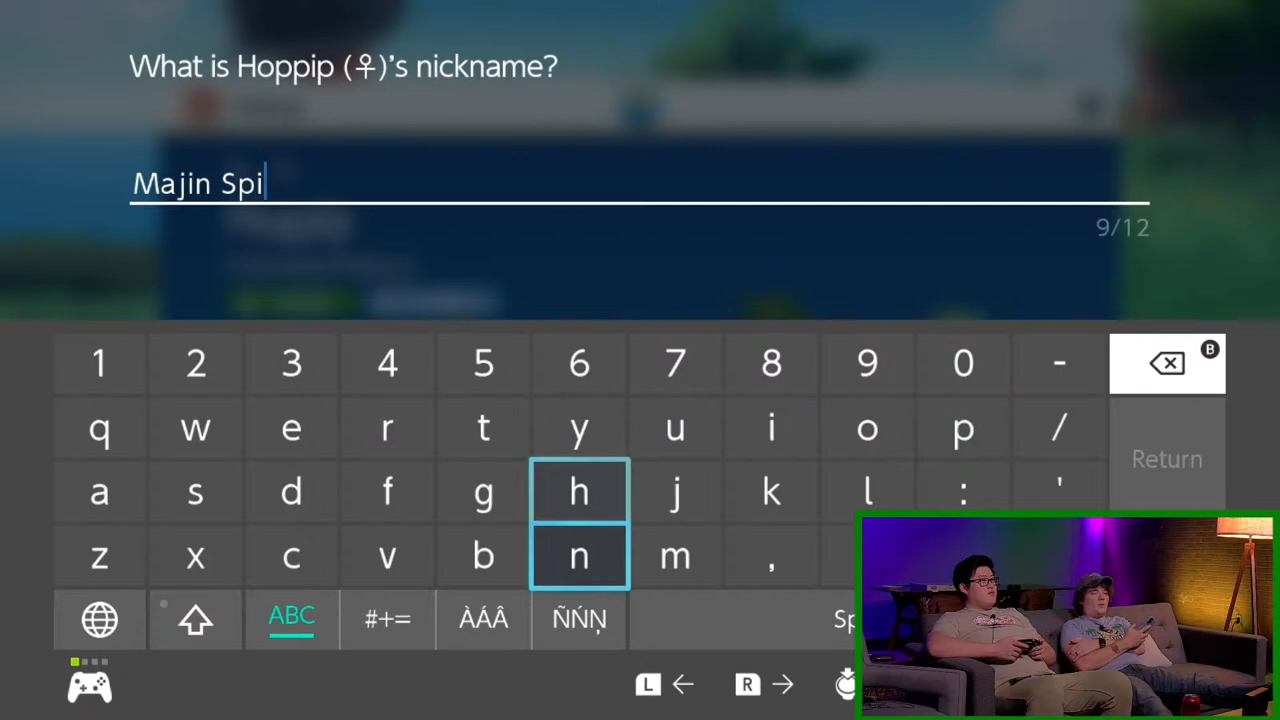 What is Hoppip (♀)'s nickname?
Majin Spi
9/12
1 2 3 4 5 6 7 8 9 0 - B
q w e r t y u i o p /
Return
a s d f g h j k l : '
z x c v b n m ,
ABC #+= ÀÁÂ ÑŃŅ Sp
L ← R →